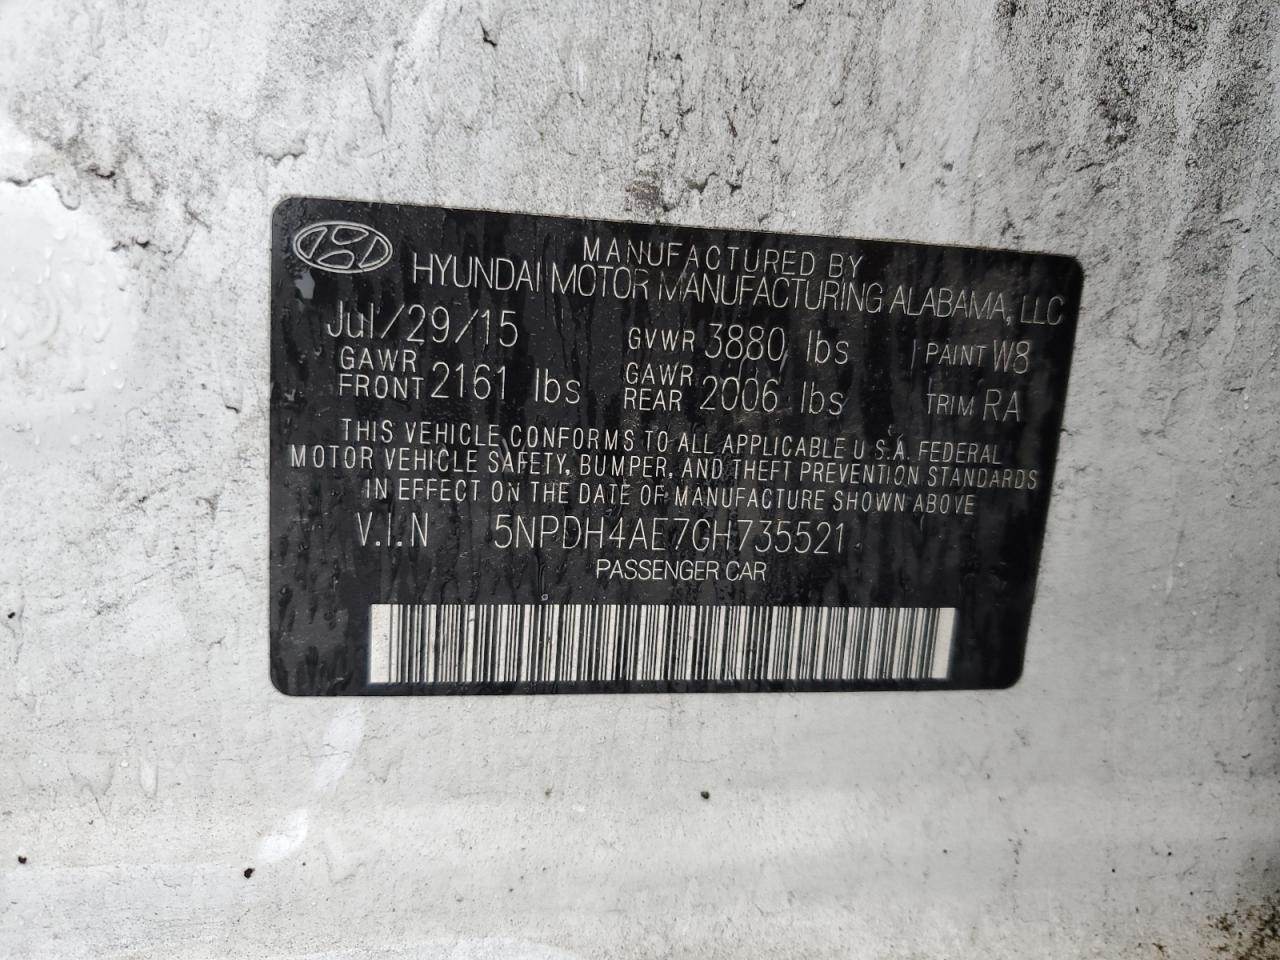 MANUFACTURED BY
HYUNDAI MOTOR MANUFACTURING ALABAMA, LLC
Jul/29/15 GVWR 3880 lbs PAINT W8
GAWR FRONT 2161 lbs GAWR REAR 2006 lbs TRIM RA
THIS VEHICLE CONFORMS TO ALL APPLICABLE U.S.A. FEDERAL
MOTOR VEHICLE SAFETY, BUMPER, AND THEFT PREVENTION STANDARDS
IN EFFECT ON THE DATE OF MANUFACTURE SHOWN ABOVE
V.I.N 5NPDH4AE7GH735521
PASSENGER CAR